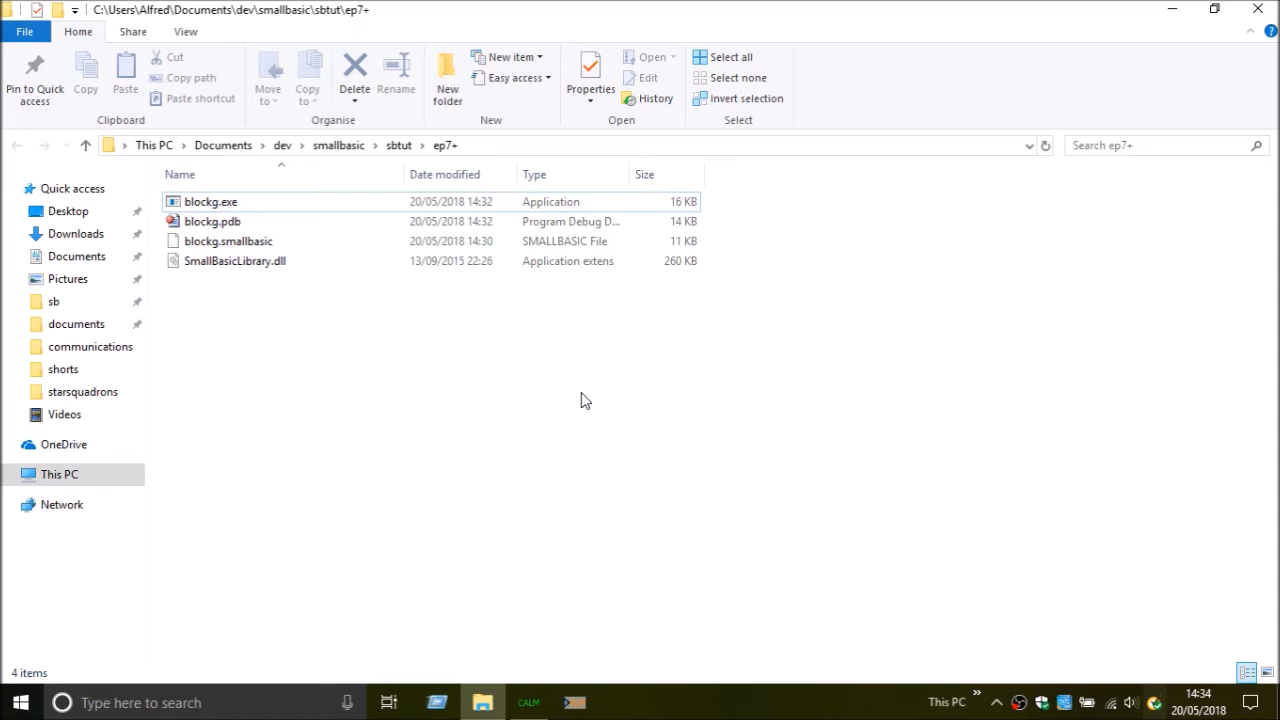 C:\Users\Alfred\Documents\dev\smallbasic\sbtut\ep7+
File Home Share View
Pin to Quick access
Copy
Paste
Cut
Copy path
Paste shortcut
Clipboard
Move to
Copy to
Delete
Rename
Organise
New folder
New item
Easy access
New
Properties
Open
Edit
History
Open
Select all
Select none
Invert selection
Select
This PC Documents dev smallbasic sbtut ep7+
Search ep7+
Name Date modified Type Size
blockg.exe 20/05/2018 14:32 Application 16 KB
blockg.pdb 20/05/2018 14:32 Program Debug D... 14 KB
blockg.smallbasic 20/05/2018 14:30 SMALLBASIC File 11 KB
SmallBasicLibrary.dll 13/09/2015 22:26 Application extens 260 KB
Quick access
Desktop
Downloads
Documents
Pictures
sb
documents
communications
shorts
starsquadrons
Videos
OneDrive
This PC
Network
4 items
Type here to search
CALM
This PC
14:34
20/05/2018